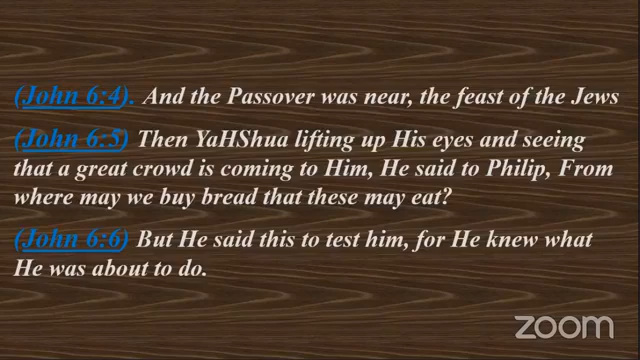 (John 6:4). And the Passover was near, the feast of the Jews
(John 6:5) Then YaHShua lifting up His eyes and seeing
that a great crowd is coming to Him, He said to Philip, From
where may we buy bread that these may eat?
(John 6:6) But He said this to test him, for He knew what
He was about to do.
zoom